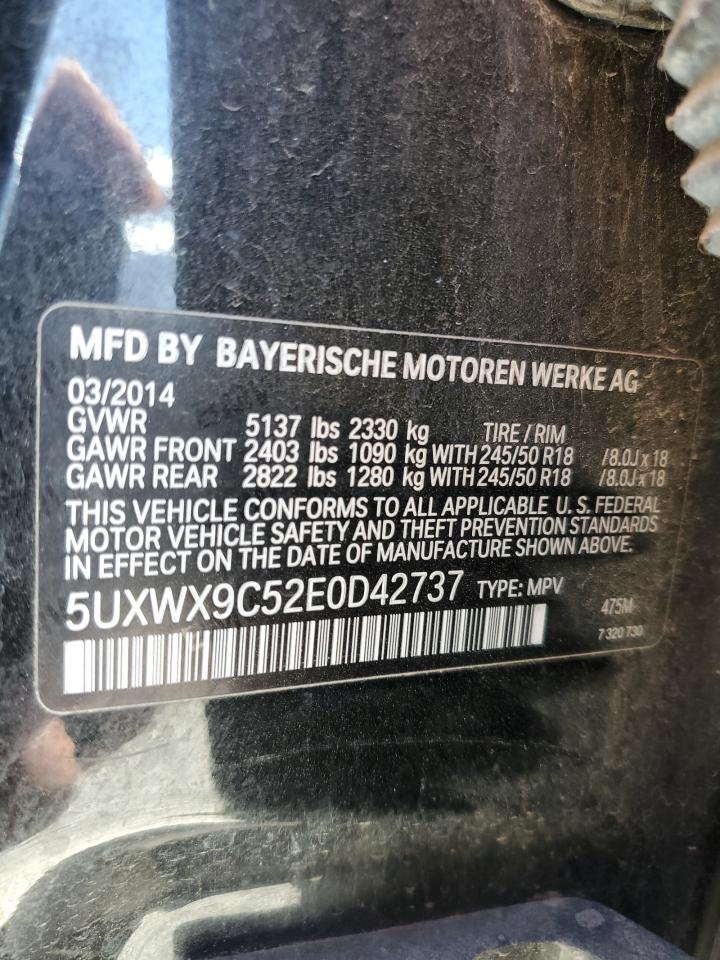 MFD BY BAYERISCHE MOTOREN WERKE AG
03/2014
GVWR 5137 lbs 2330 kg TIRE / RIM
GAWR FRONT 2403 lbs 1090 kg WITH 245/50 R18 /8.0J x 18
GAWR REAR 2822 lbs 1280 kg WITH 245/50 R18 /8.0J x 18
THIS VEHICLE CONFORMS TO ALL APPLICABLE U. S. FEDERAL
MOTOR VEHICLE SAFETY AND THEFT PREVENTION STANDARDS
IN EFFECT ON THE DATE OF MANUFACTURE SHOWN ABOVE.
5UXWX9C52E0D42737 TYPE: MPV
475M
7 320 730